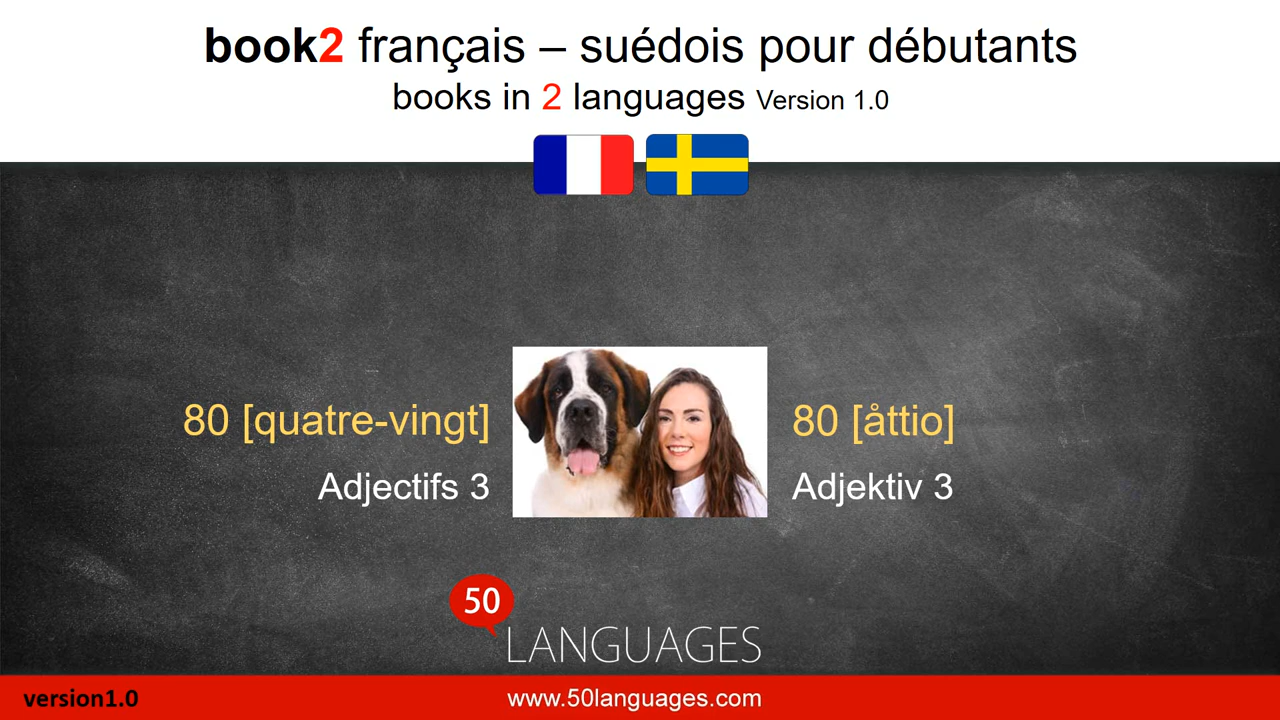 book2 français – suédois pour débutants
books in 2 languages Version 1.0
80 [quatre-vingt]
Adjectifs 3
80 [åttio]
Adjektiv 3
50
LANGUAGES
version1.0
www.50languages.com